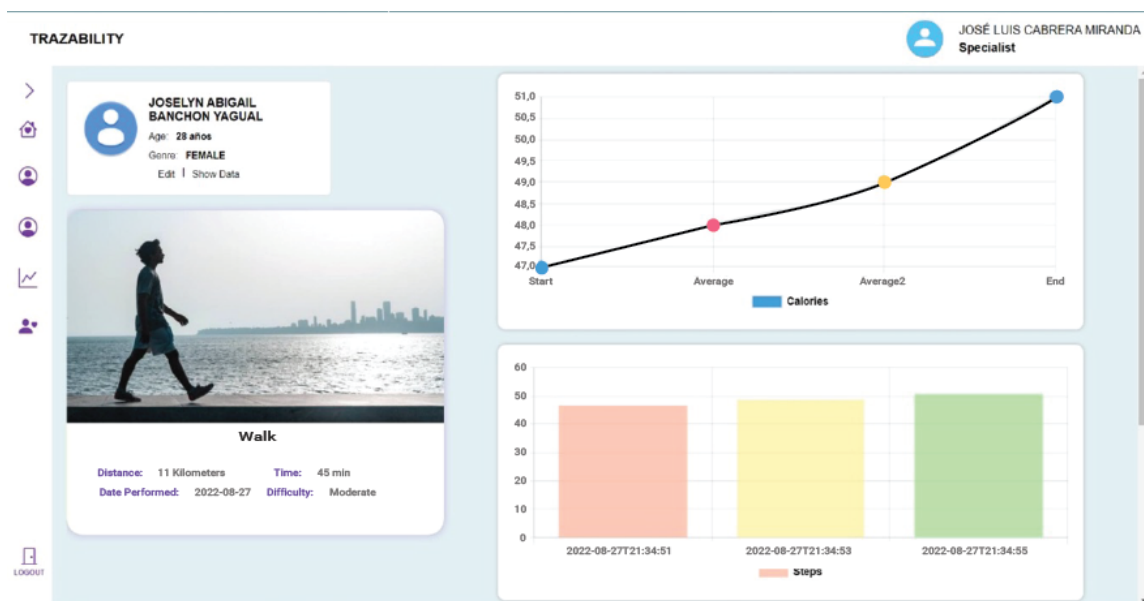 TRAZABILITY
JOSÉ LUIS CABRERA MIRANDA
Specialist
JOSELYN ABIGAIL
BANCHON YAGUAL
Age: 28 años
Genre: FEMALE
Edit | Show Data
Walk
Distance: 11 Kilometers Time: 45 min
Date Performed: 2022-08-27 Difficulty: Moderate
LOGOUT
51,0
50,5
50,0
49,5
49,0
48,5
48,0
47,5
47,0
Start Average Average2 End
Calories
60
50
40
30
20
10
0
2022-08-27T21:34:51 2022-08-27T21:34:53 2022-08-27T21:34:55
Steps